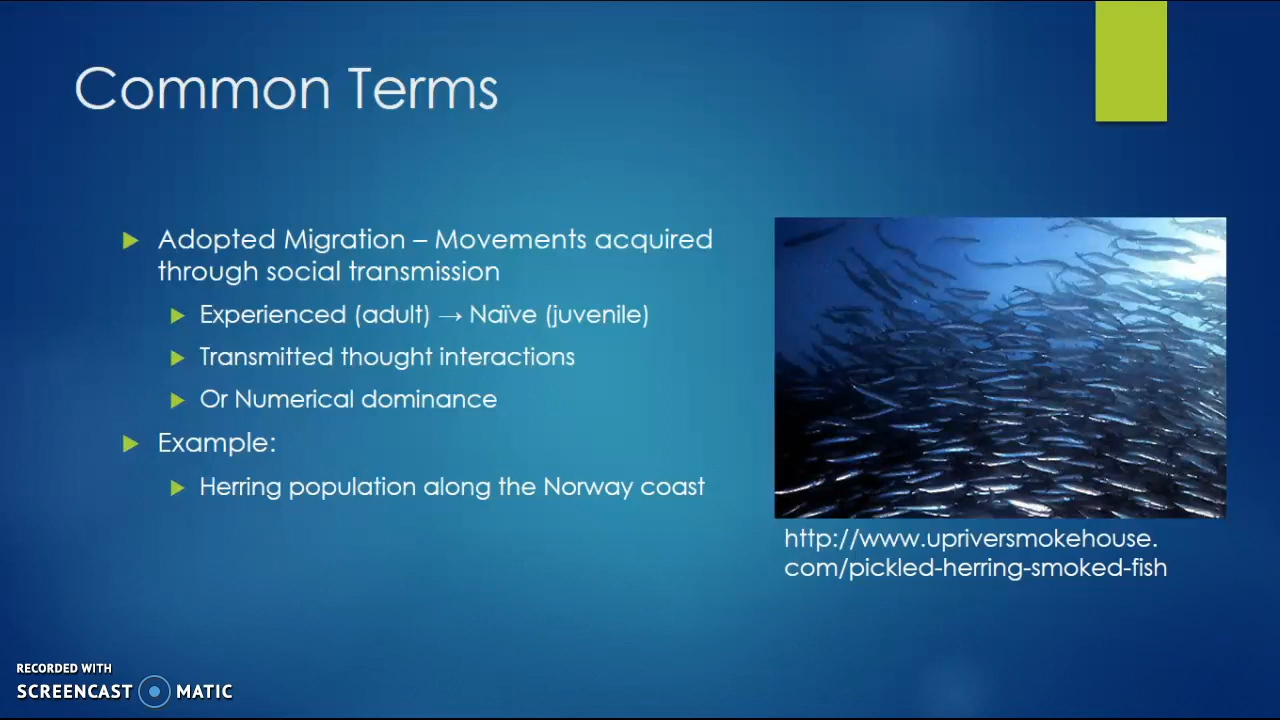 Common Terms
Adopted Migration – Movements acquired
through social transmission
Experienced (adult) → Naïve (juvenile)
Transmitted thought interactions
Or Numerical dominance
Example:
Herring population along the Norway coast
http://www.upriversmokehouse.
com/pickled-herring-smoked-fish
RECORDED WITH
SCREENCAST MATIC